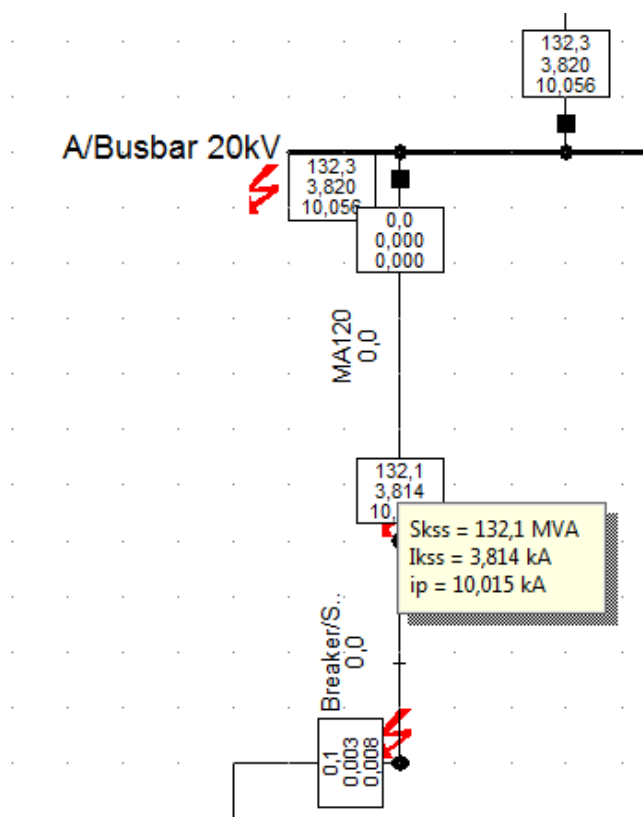 132,3
3,820
10,056
A/Busbar 20kV
132,3
3,820
10,056
0,0
0,000
0,000
MA120
0,0
132,1
3,814
10,
Skss = 132,1 MVA
Ikss = 3,814 kA
ip = 10,015 kA
Breaker/S..
0,0
0,1
0,003
0,008